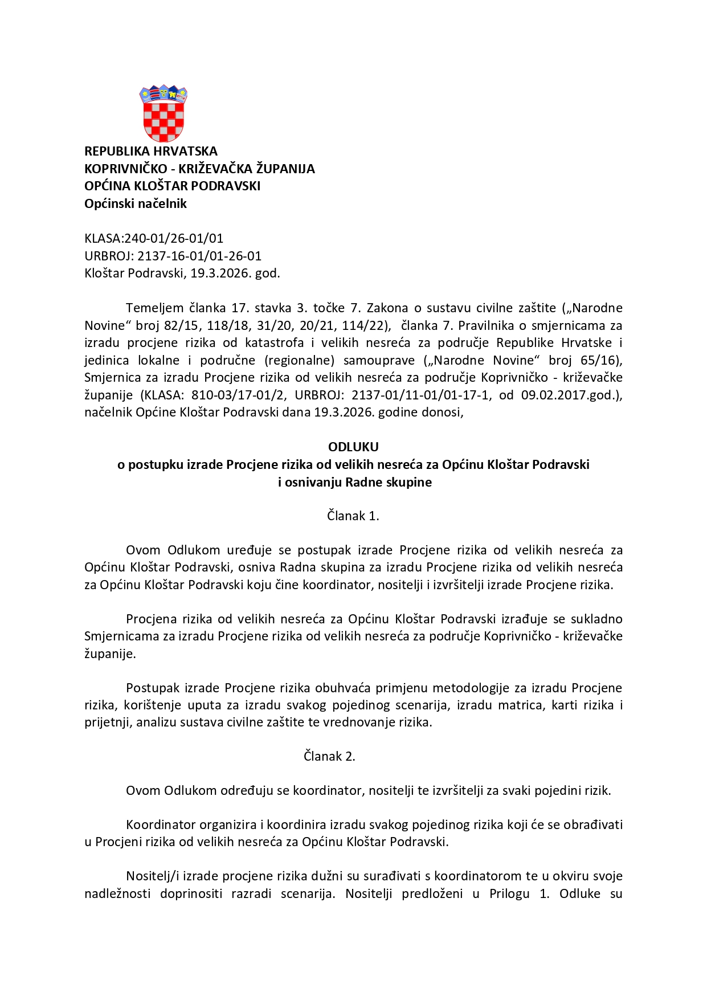 REPUBLIKA HRVATSKA
KOPRIVNIČKO - KRIŽEVAČKA ŽUPANIJA
OPĆINA KLOŠTAR PODRAVSKI
Općinski načelnik
KLASA:240-01/26-01/01
URBROJ: 2137-16-01/01-26-01
Kloštar Podravski, 19.3.2026. god.
Temeljem članka 17. stavka 3. točke 7. Zakona o sustavu civilne zaštite („Narodne
Novine“ broj 82/15, 118/18, 31/20, 20/21, 114/22), članka 7. Pravilnika o smjernicama za
izradu procjene rizika od katastrofa i velikih nesreća za područje Republike Hrvatske i
jedinica lokalne i područne (regionalne) samouprave („Narodne Novine“ broj 65/16),
Smjernica za izradu Procjene rizika od velikih nesreća za područje Koprivničko - križevačke
županije (KLASA: 810-03/17-01/2, URBROJ: 2137-01/11-01/01-17-1, od 09.02.2017.god.),
načelnik Općine Kloštar Podravski dana 19.3.2026. godine donosi,
ODLUKU
o postupku izrade Procjene rizika od velikih nesreća za Općinu Kloštar Podravski
i osnivanju Radne skupine
Članak 1.
Ovom Odlukom uređuje se postupak izrade Procjene rizika od velikih nesreća za
Općinu Kloštar Podravski, osniva Radna skupina za izradu Procjene rizika od velikih nesreća
za Općinu Kloštar Podravski koju čine koordinator, nositelji i izvršitelji izrade Procjene rizika.
Procjena rizika od velikih nesreća za Općinu Kloštar Podravski izrađuje se sukladno
Smjernicama za izradu Procjene rizika od velikih nesreća za područje Koprivničko - križevačke
županije.
Postupak izrade Procjene rizika obuhvaća primjenu metodologije za izradu Procjene
rizika, korištenje uputa za izradu svakog pojedinog scenarija, izradu matrica, karti rizika i
prijetnji, analizu sustava civilne zaštite te vrednovanje rizika.
Članak 2.
Ovom Odlukom određuju se koordinator, nositelji te izvršitelji za svaki pojedini rizik.
Koordinator organizira i koordinira izradu svakog pojedinog rizika koji će se obrađivati
u Procjeni rizika od velikih nesreća za Općinu Kloštar Podravski.
Nositelj/i izrade procjene rizika dužni su surađivati s koordinatorom te u okviru svoje
nadležnosti doprinositi razradi scenarija. Nositelji predloženi u Prilogu 1. Odluke su